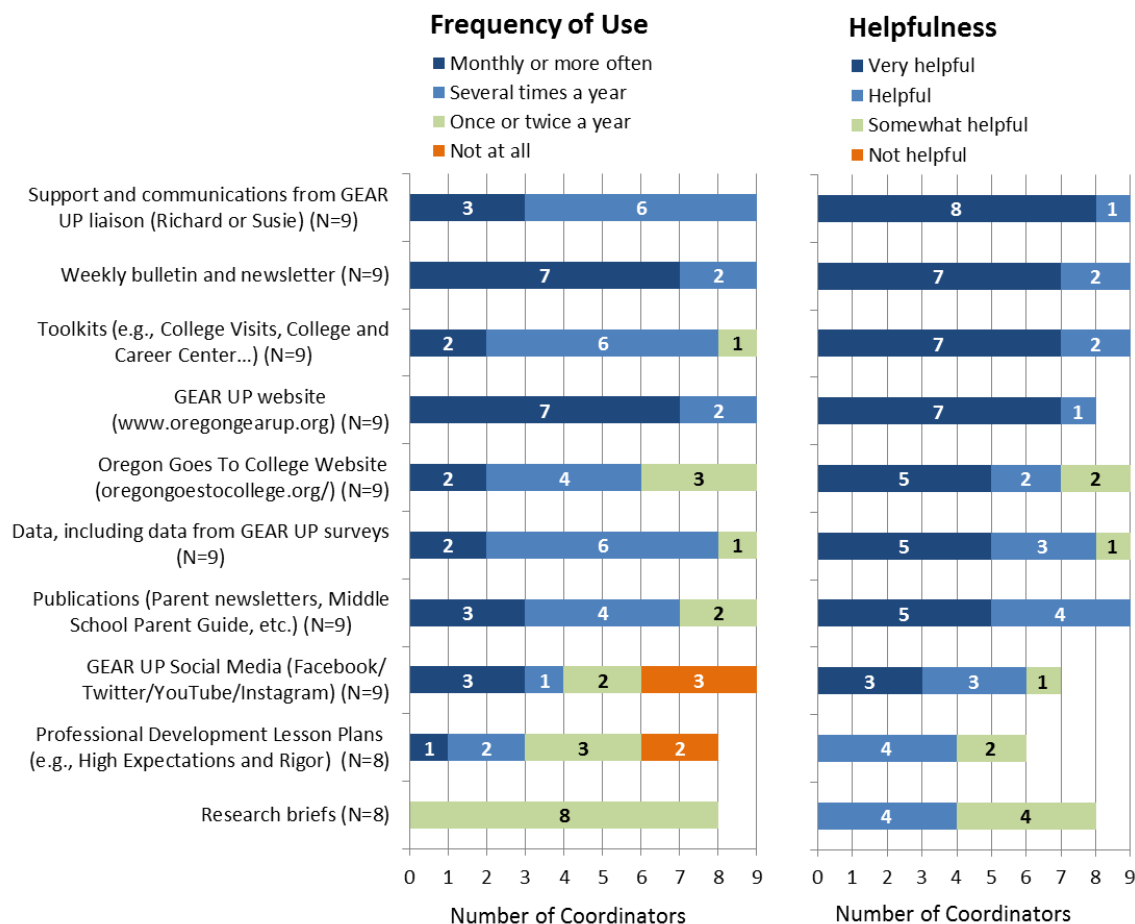 Frequency of Use
Monthly or more often
Several times a year
Once or twice a year
Not at all
Helpfulness
Very helpful
Helpful
Somewhat helpful
Not helpful
Support and communications from GEAR
UP liaison (Richard or Susie) (N=9)
3 6
8 1
Weekly bulletin and newsletter (N=9)
7 2
7 2
Toolkits (e.g., College Visits, College and
Career Center...) (N=9)
2 6 1
7 2
GEAR UP website
(www.oregongearup.org) (N=9)
7 2
7 1
Oregon Goes To College Website
(oregongoestocollege.org/) (N=9)
2 4 3
5 2 2
Data, including data from GEAR UP surveys
(N=9)
2 6 1
5 3 1
Publications (Parent newsletters, Middle
School Parent Guide, etc.) (N=9)
3 4 2
5 4
GEAR UP Social Media (Facebook/
Twitter/YouTube/Instagram) (N=9)
3 1 2 3
3 3 1
Professional Development Lesson Plans
(e.g., High Expectations and Rigor) (N=8)
1 2 3 2
4 2
Research briefs (N=8)
8
4 4
0 1 2 3 4 5 6 7 8 9
Number of Coordinators
0 1 2 3 4 5 6 7 8 9
Number of Coordinators